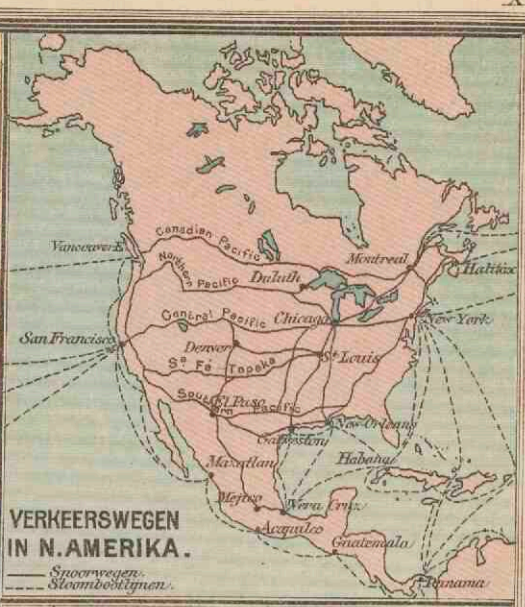 X
Canadian Pacific
Vancouver E.
Northern Pacific
Montreal
Duluth
Halifax
Central Pacific
Chicago
New York
San Francisco
Denver
St Louis
Sa Fé - Topeka
El Paso
Southern Pacific
New-Orleans
Galveston
Habana
Mazatlan
Mejico
Vera Cruz
Acapulco
Guatemala
VERKEERSWEGEN
IN N.AMERIKA.
Spoorwegen.
Stoombootlijnen.
Panama